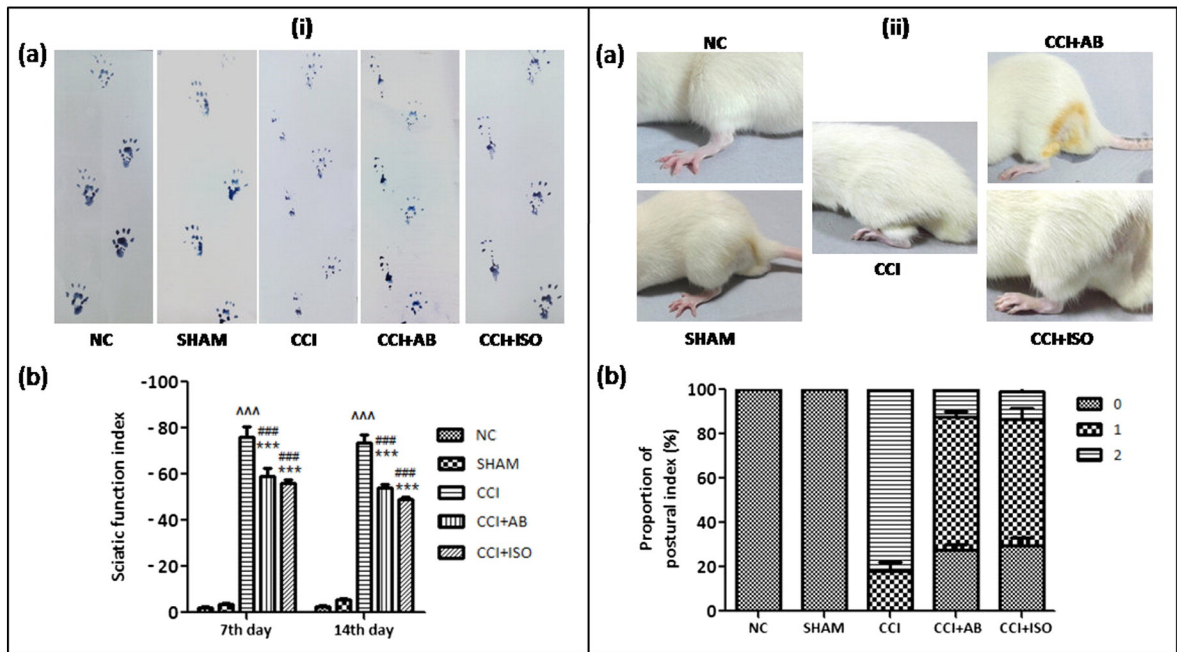 (i)
(a)
NC SHAM CCI CCI+AB CCI+ISO
(b)
Sciatic function index
-100
-80
-60
-40
-20
0
^^^
###
***
###
***
^^^
###
***
###
***
7th day 14th day
NC
SHAM
CCI
CCI+AB
CCI+ISO
(ii)
(a)
NC CCI+AB
CCI
SHAM CCI+ISO
(b)
Proportion of
postural index (%)
100
80
60
40
20
0
NC SHAM CCI CCI+AB CCI+ISO
0
1
2